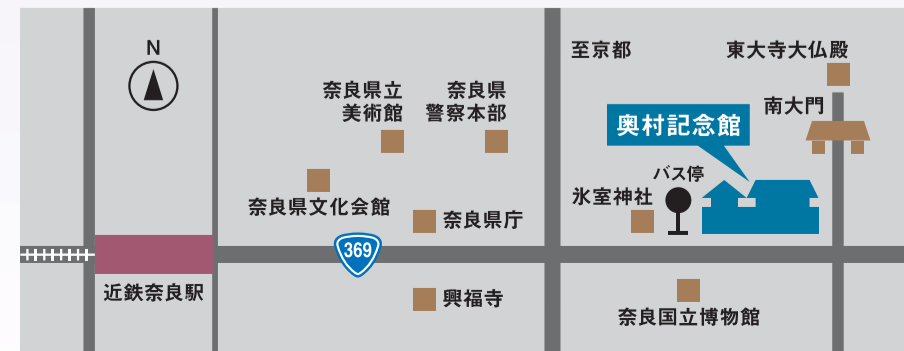 N
至京都
東大寺大仏殿
奈良県立
美術館
奈良県
警察本部
南大門
奥村記念館
バス停
氷室神社
奈良県文化会館
奈良県庁
369
近鉄奈良駅
興福寺
奈良国立博物館